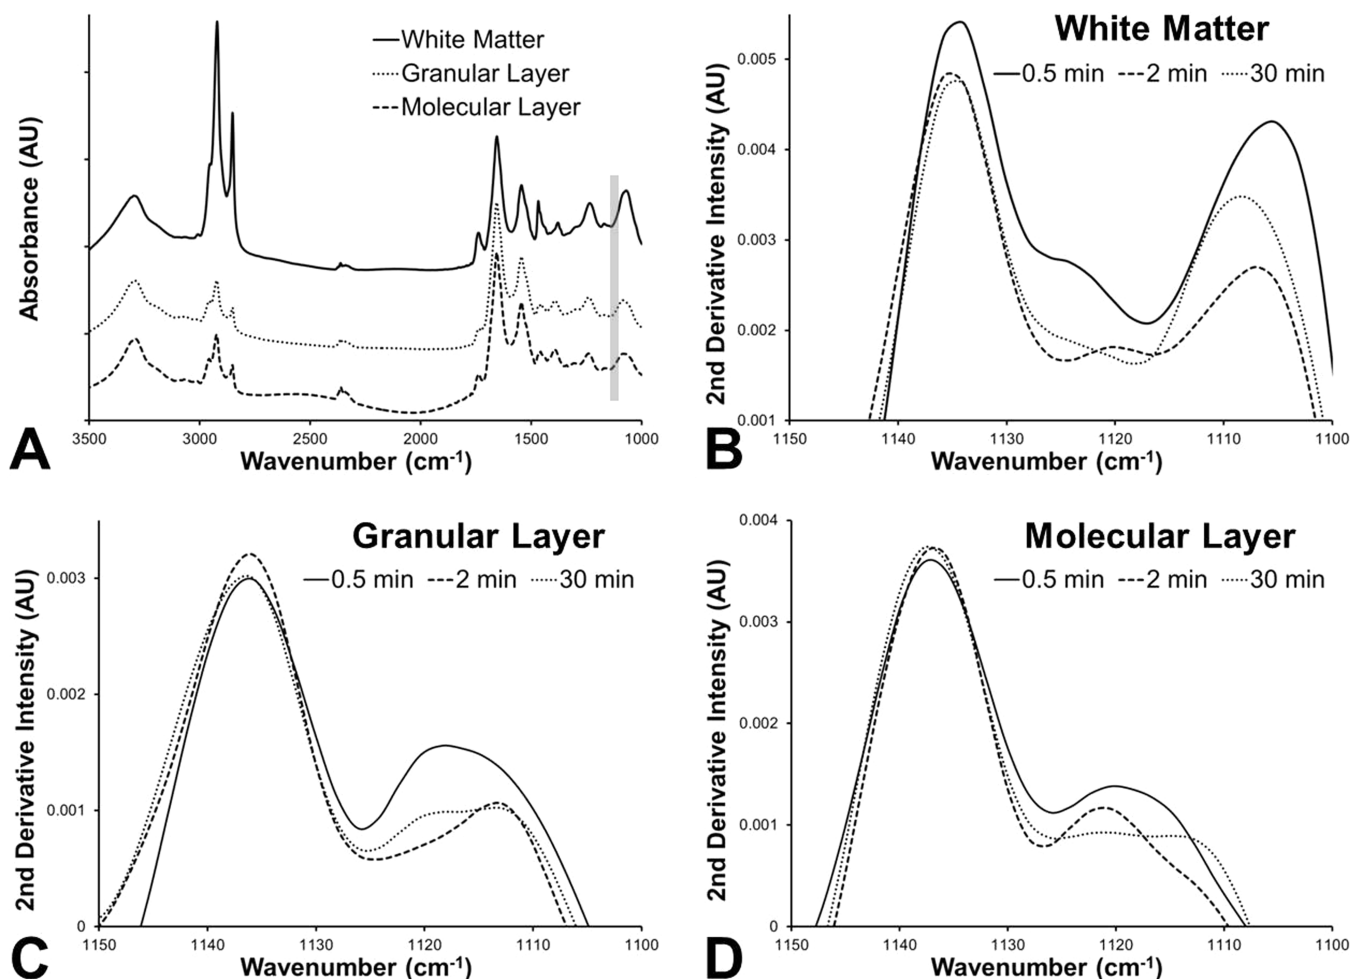 White Matter
Granular Layer
Molecular Layer
Absorbance (AU)
3500 3000 2500 2000 1500 1000
Wavenumber (cm-1)
A
White Matter
0.5 min 2 min 30 min
2nd Derivative Intensity (AU)
0.005
0.004
0.003
0.002
0.001
1150 1140 1130 1120 1110 1100
Wavenumber (cm-1)
B
Granular Layer
0.5 min 2 min 30 min
2nd Derivative Intensity (AU)
0.003
0.002
0.001
0
1150 1140 1130 1120 1110 1100
Wavenumber (cm-1)
C
Molecular Layer
0.5 min 2 min 30 min
2nd Derivative Intensity (AU)
0.004
0.003
0.002
0.001
0
1150 1140 1130 1120 1110 1100
Wavenumber (cm-1)
D